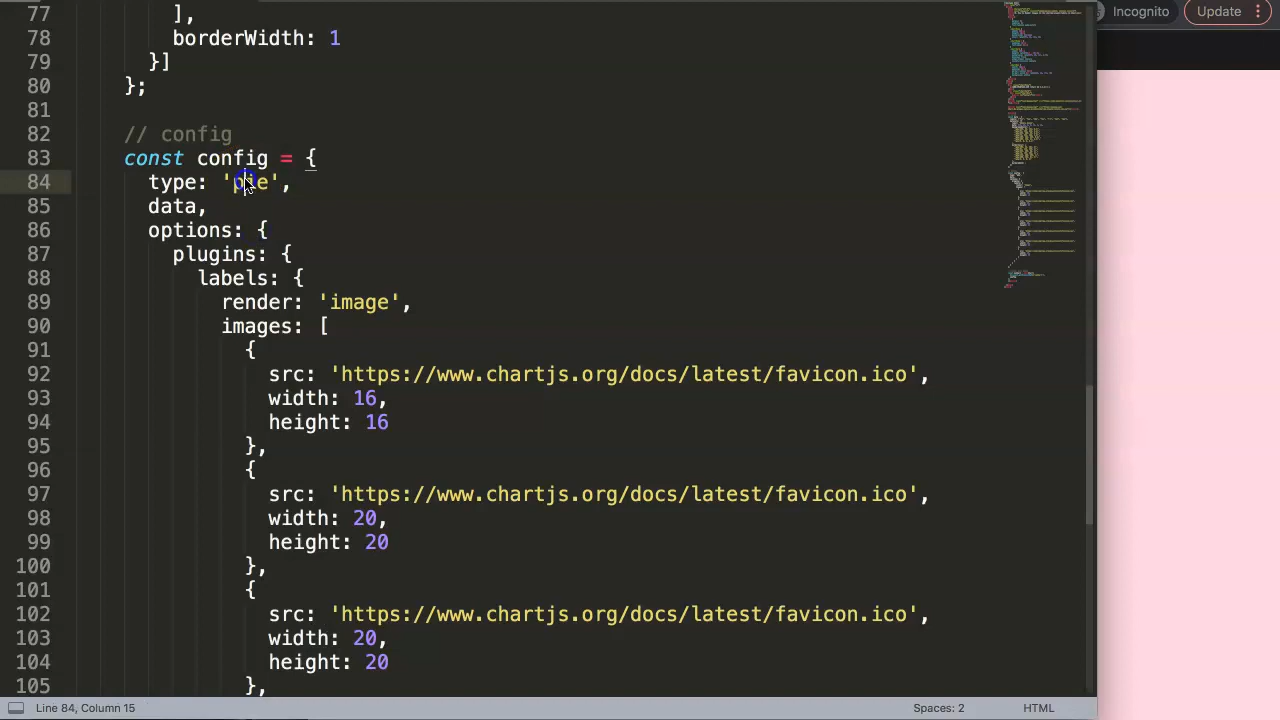 Incognito
Update
77 ],
78 borderWidth: 1
79 }]
80 };
81
82 // config
83 const config = {
84 type: 'pie',
85 data,
86 options: {
87 plugins: {
88 labels: {
89 render: 'image',
90 images: [
91 {
92 src: 'https://www.chartjs.org/docs/latest/favicon.ico',
93 width: 16,
94 height: 16
95 },
96 {
97 src: 'https://www.chartjs.org/docs/latest/favicon.ico',
98 width: 20,
99 height: 20
100 },
101 {
102 src: 'https://www.chartjs.org/docs/latest/favicon.ico',
103 width: 20,
104 height: 20
105 },
Line 84, Column 15
Spaces: 2
HTML